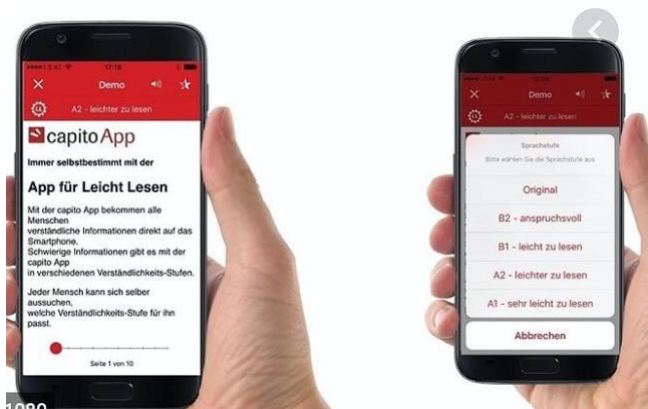 17:18
Demo
A2 - leichter zu lesen
capito App
Immer selbstbestimmt mit der
App für Leicht Lesen
Mit der capito App bekommen alle
Menschen
verständliche Informationen direkt auf das
Smartphone.
Schwierige Informationen gibt es mit der
capito App
in verschiedenen Verständlichkeits-Stufen.
Jeder Mensch kann sich selber
aussuchen,
welche Verständlichkeits-Stufe für ihn
passt.
Seite 1 von 10
Demo
A2 - leichter zu lesen
Sprachstufe
Bitte wählen Sie die Sprachstufe aus
Original
B2 - anspruchsvoll
B1 - leicht zu lesen
A2 - leichter zu lesen
A1 - sehr leicht zu lesen
Abbrechen